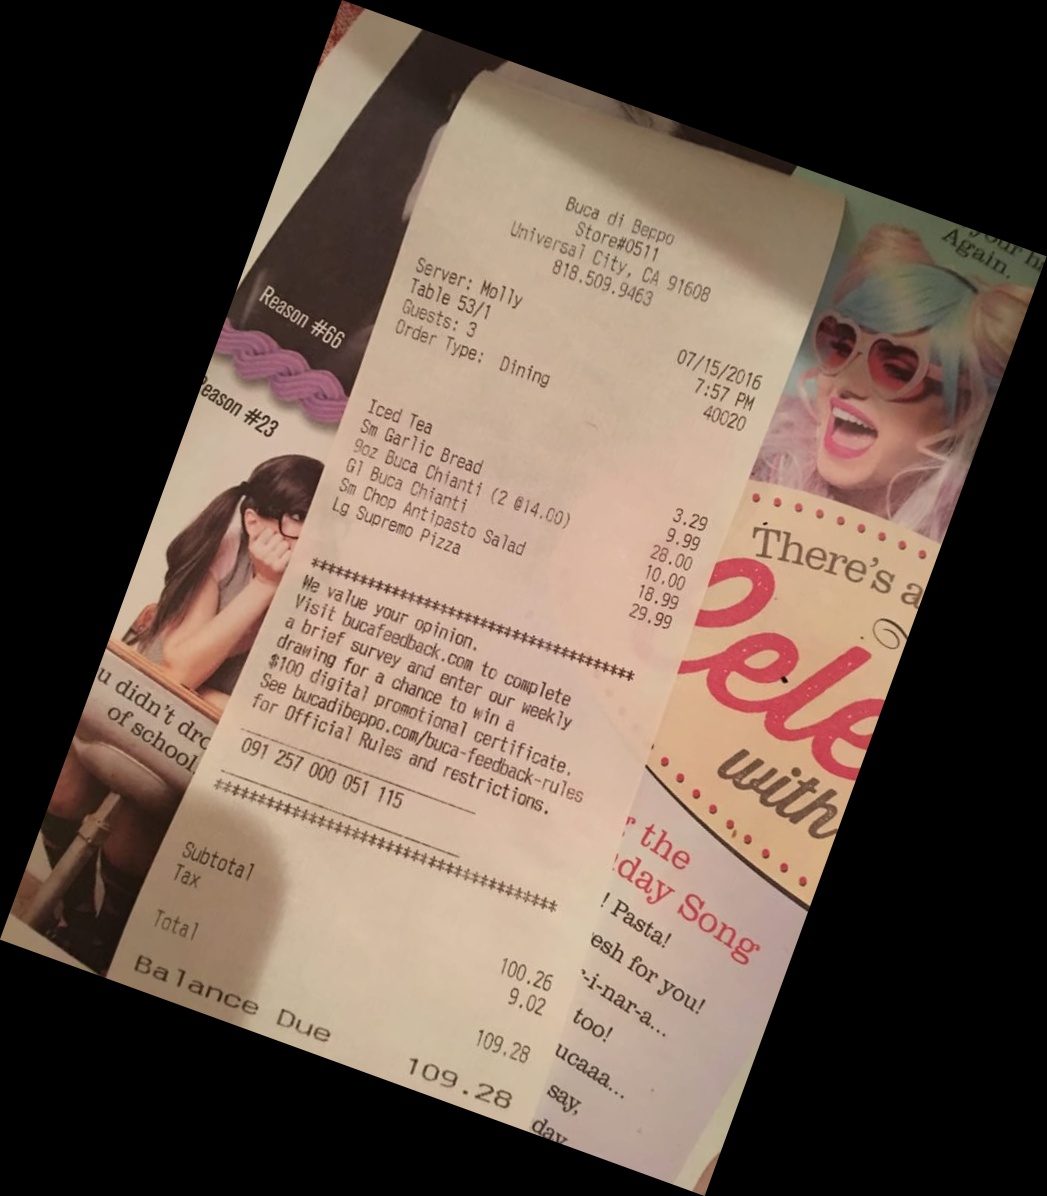 Buca di Beppo
Store#0511
Universal City, CA 91608
818.509.9463
Server: Molly 07/15/2016
Table 53/1 7:57 PM
Guests: 3 40020
Order Type: Dining
Iced Tea 3.29
Sm Garlic Bread 9.99
9oz Buca Chianti (2 @14.00) 28.00
Gl Buca Chianti 10.00
Sm Chop Antipasto Salad 18.99
Lg Supremo Pizza 29.99
****************************************
We value your opinion.
Visit bucafeedback.com to complete
a brief survey and enter our weekly
drawing for a chance to win a
$100 digital promotional certificate.
See bucadibeppo.com/buca-feedback-rules
for Official Rules and restrictions.
091 257 000 051 115
****************************************
Subtotal 100.26
Tax 9.02
Total 109.28
Balance Due 109.28
Reason #66
eason #23
u didn't dro
of school
your h
Again.
There's a
Cele
with
r the
day Song
! Pasta!
esh for you!
r-i-nar-a...
too!
ucaaa...
say,
day